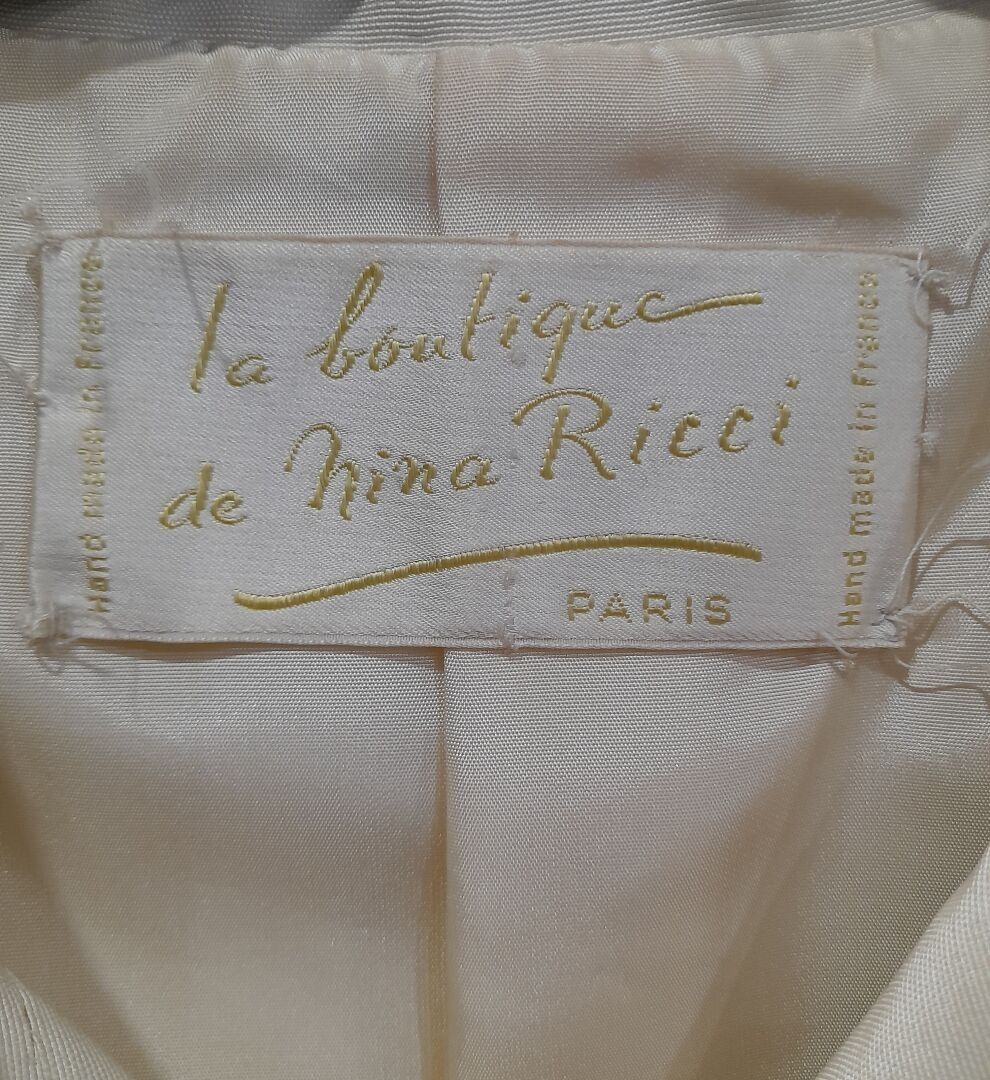 Hand made in France
la boutique
de Nina Ricci
PARIS
Hand made in France